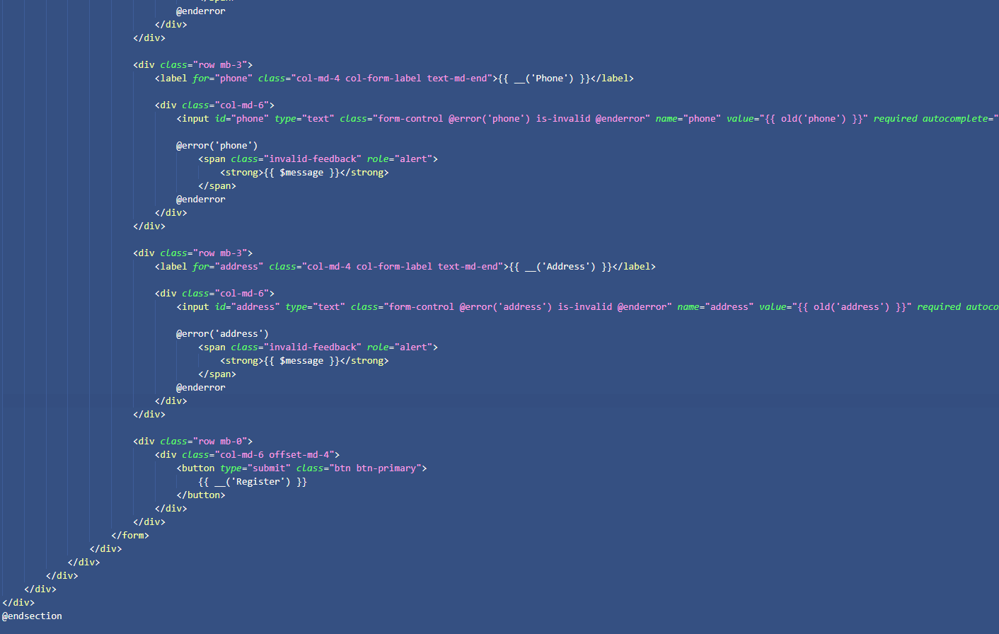 @enderror
</div>
</div>
<div class="row mb-3">
<label for="phone" class="col-md-4 col-form-label text-md-end">{{ __('Phone') }}</label>
<div class="col-md-6">
<input id="phone" type="text" class="form-control @error('phone') is-invalid @enderror" name="phone" value="{{ old('phone') }}" required autocomplete="
@error('phone')
<span class="invalid-feedback" role="alert">
<strong>{{ $message }}</strong>
</span>
@enderror
</div>
</div>
<div class="row mb-3">
<label for="address" class="col-md-4 col-form-label text-md-end">{{ __('Address') }}</label>
<div class="col-md-6">
<input id="address" type="text" class="form-control @error('address') is-invalid @enderror" name="address" value="{{ old('address') }}" required autoco
@error('address')
<span class="invalid-feedback" role="alert">
<strong>{{ $message }}</strong>
</span>
@enderror
</div>
</div>
<div class="row mb-0">
<div class="col-md-6 offset-md-4">
<button type="submit" class="btn btn-primary">
{{ __('Register') }}
</button>
</div>
</div>
</form>
</div>
</div>
</div>
</div>
</div>
@endsection